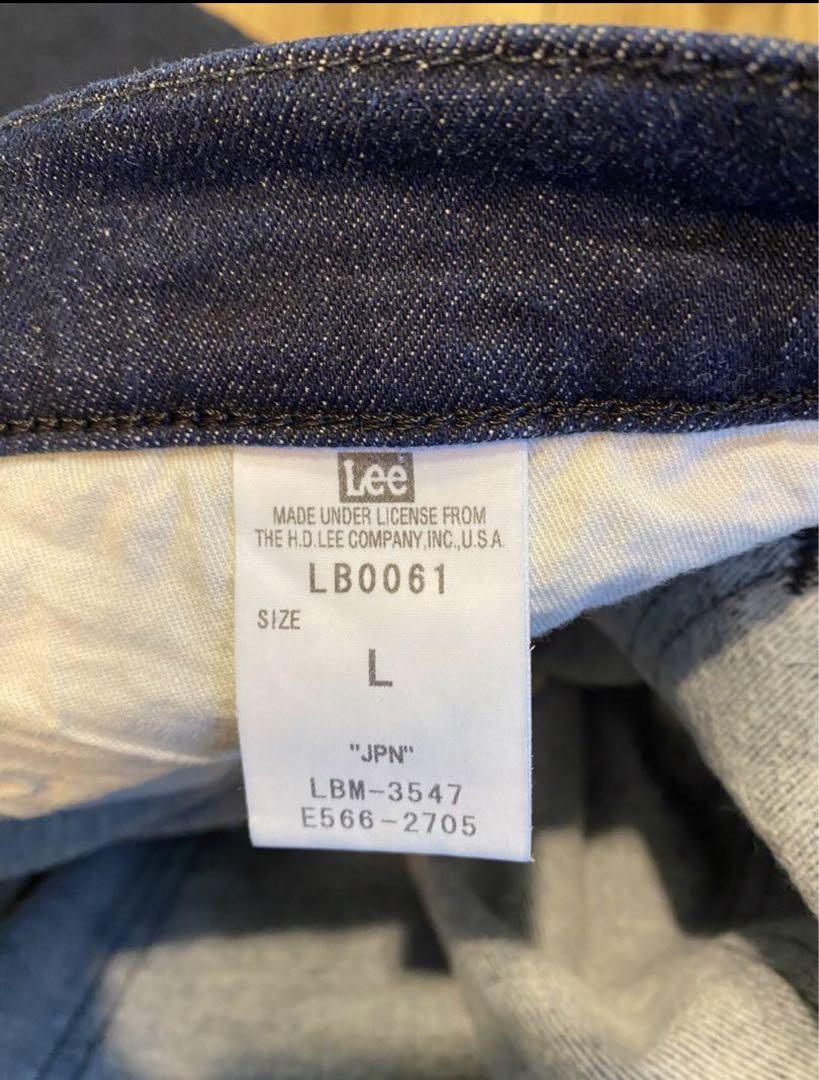 Lee
MADE UNDER LICENSE FROM
THE H.D.LEE COMPANY,INC.,U.S.A.
LB0061
SIZE
L
"JPN"
LBM-3547
E566-2705